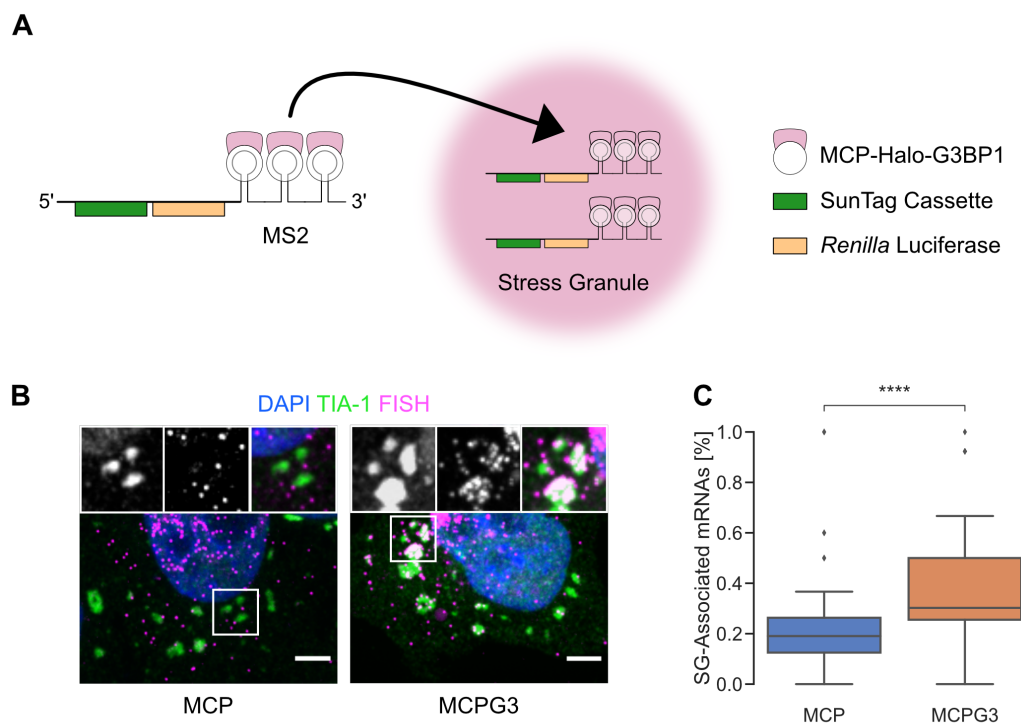 A
5'
3'
MS2
Stress Granule
MCP-Halo-G3BP1
SunTag Cassette
Renilla Luciferase
B
DAPI TIA-1 FISH
MCP
MCPG3
C
****
SG-Associated mRNAs [%]
1.0
0.8
0.6
0.4
0.2
0.0
MCP
MCPG3